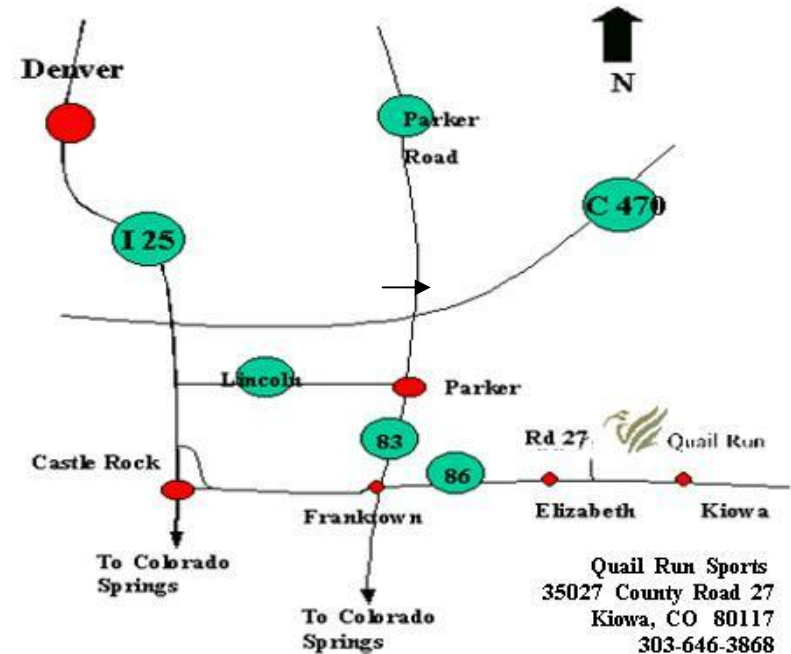 Denver
N
Parker
Road
C 470
I 25
Lincoln
Parker
83
Rd 27
Quail Run
Castle Rock
86
Franktown
Elizabeth
Kiowa
To Colorado
Springs
To Colorado
Springs
Quail Run Sports
35027 County Road 27
Kiowa, CO 80117
303-646-3868